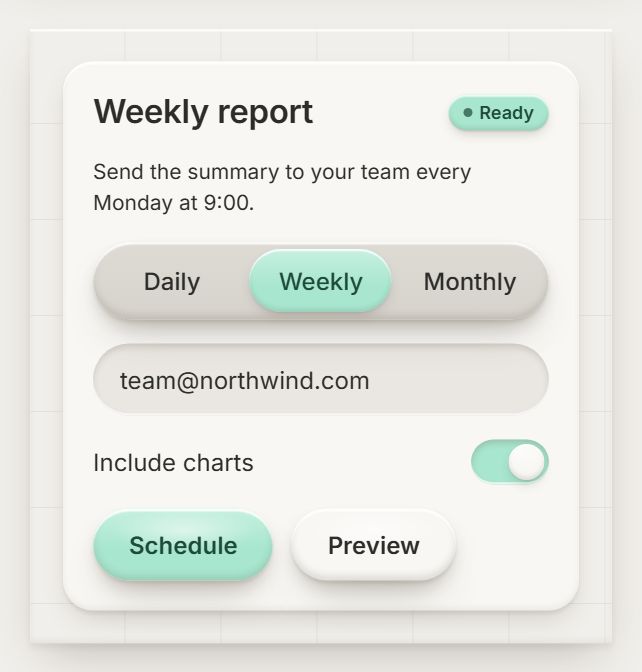 Weekly report
Ready
Send the summary to your team every
Monday at 9:00.
Daily
Weekly
Monthly
team@northwind.com
Include charts
Schedule
Preview